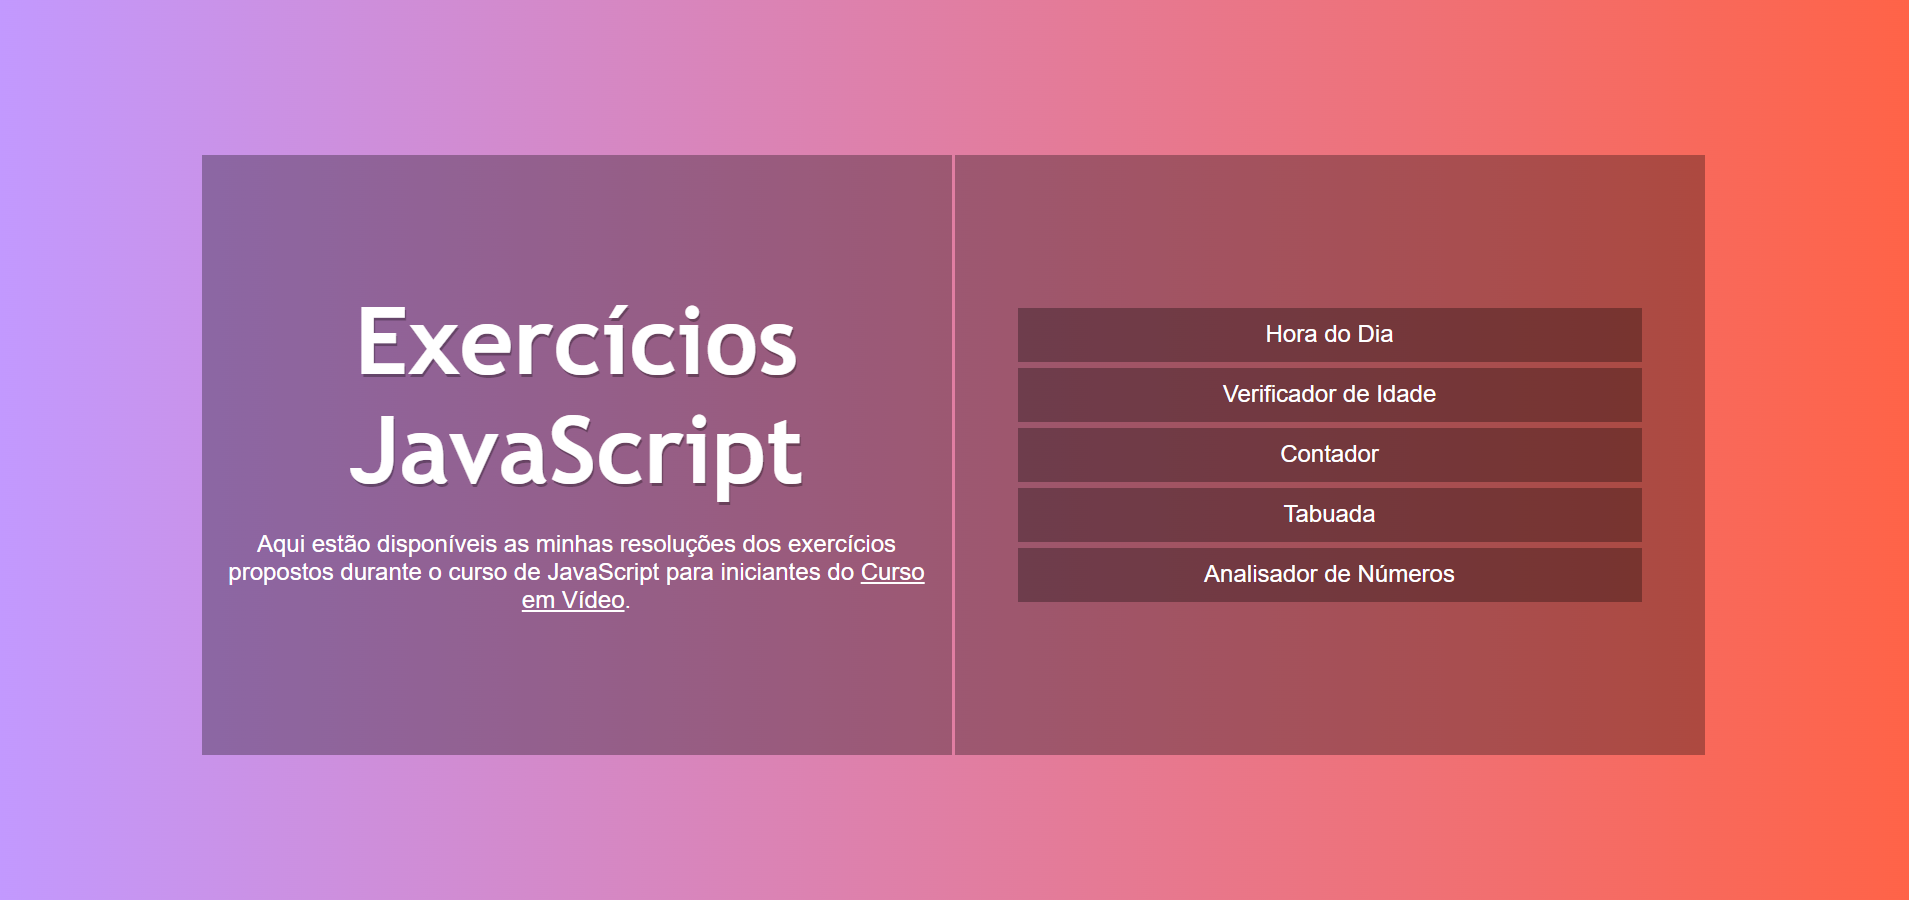 Exercícios
JavaScript
Aqui estão disponíveis as minhas resoluções dos exercícios
propostos durante o curso de JavaScript para iniciantes do Curso
em Vídeo.
Hora do Dia
Verificador de Idade
Contador
Tabuada
Analisador de Números